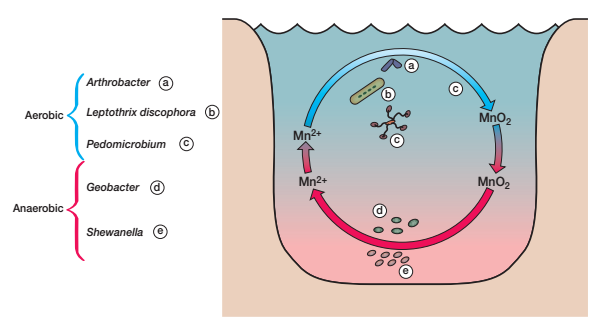 Aerobic
Arthrobacter a
Leptothrix discophora b
Pedomicrobium c
Anaerobic
Geobacter d
Shewanella e
a
b
c
c
Mn²⁺
MnO₂
Mn²⁺
MnO₂
d
e